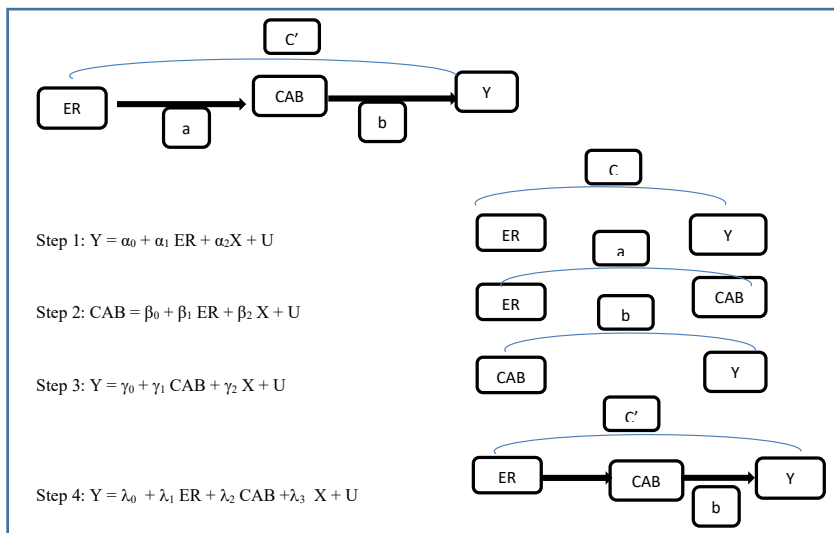 C'
ER
CAB
Y
a
b
C
Step 1: Y = α₀ + α₁ ER + α₂X + U
ER
Y
a
Step 2: CAB = β₀ + β₁ ER + β₂ X + U
ER
CAB
b
Step 3: Y = γ₀ + γ₁ CAB + γ₂ X + U
CAB
Y
C'
ER
CAB
Y
Step 4: Y = λ₀ + λ₁ ER + λ₂ CAB +λ₃ X + U
b